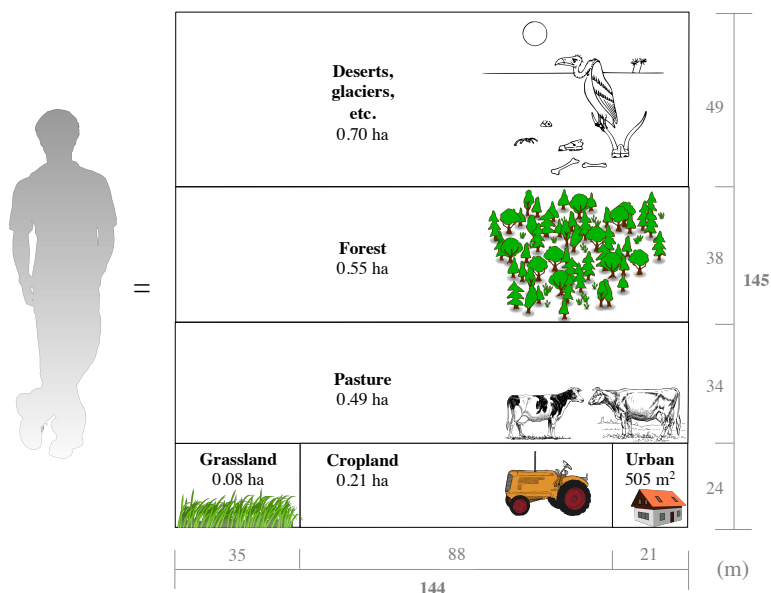 Deserts,
glaciers,
etc.
0.70 ha
49
Forest
0.55 ha
38
145
=
Pasture
0.49 ha
34
Grassland
0.08 ha
Cropland
0.21 ha
Urban
505 m²
24
35
88
21
(m)
144